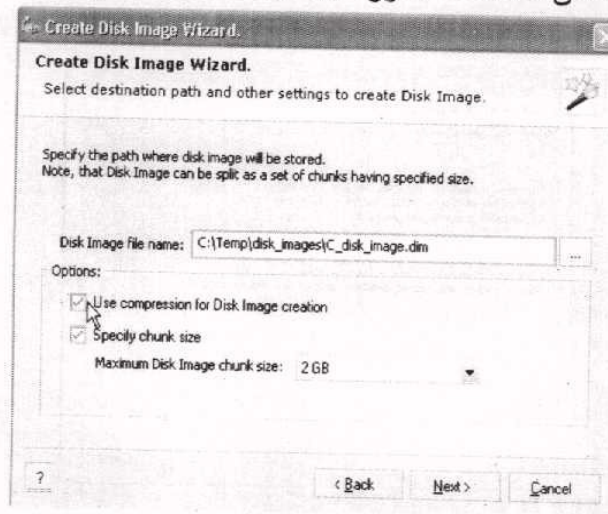 Create Disk Image Wizard.
Create Disk Image Wizard.
Select destination path and other settings to create Disk Image.
Specify the path where disk image will be stored.
Note, that Disk Image can be split as a set of chunks having specified size.
Disk Image file name: C:\Temp\disk_images\C_disk_image.dim ...
Options:
Use compression for Disk Image creation
Specify chunk size
Maximum Disk Image chunk size: 2 GB
? < Back Next > Cancel